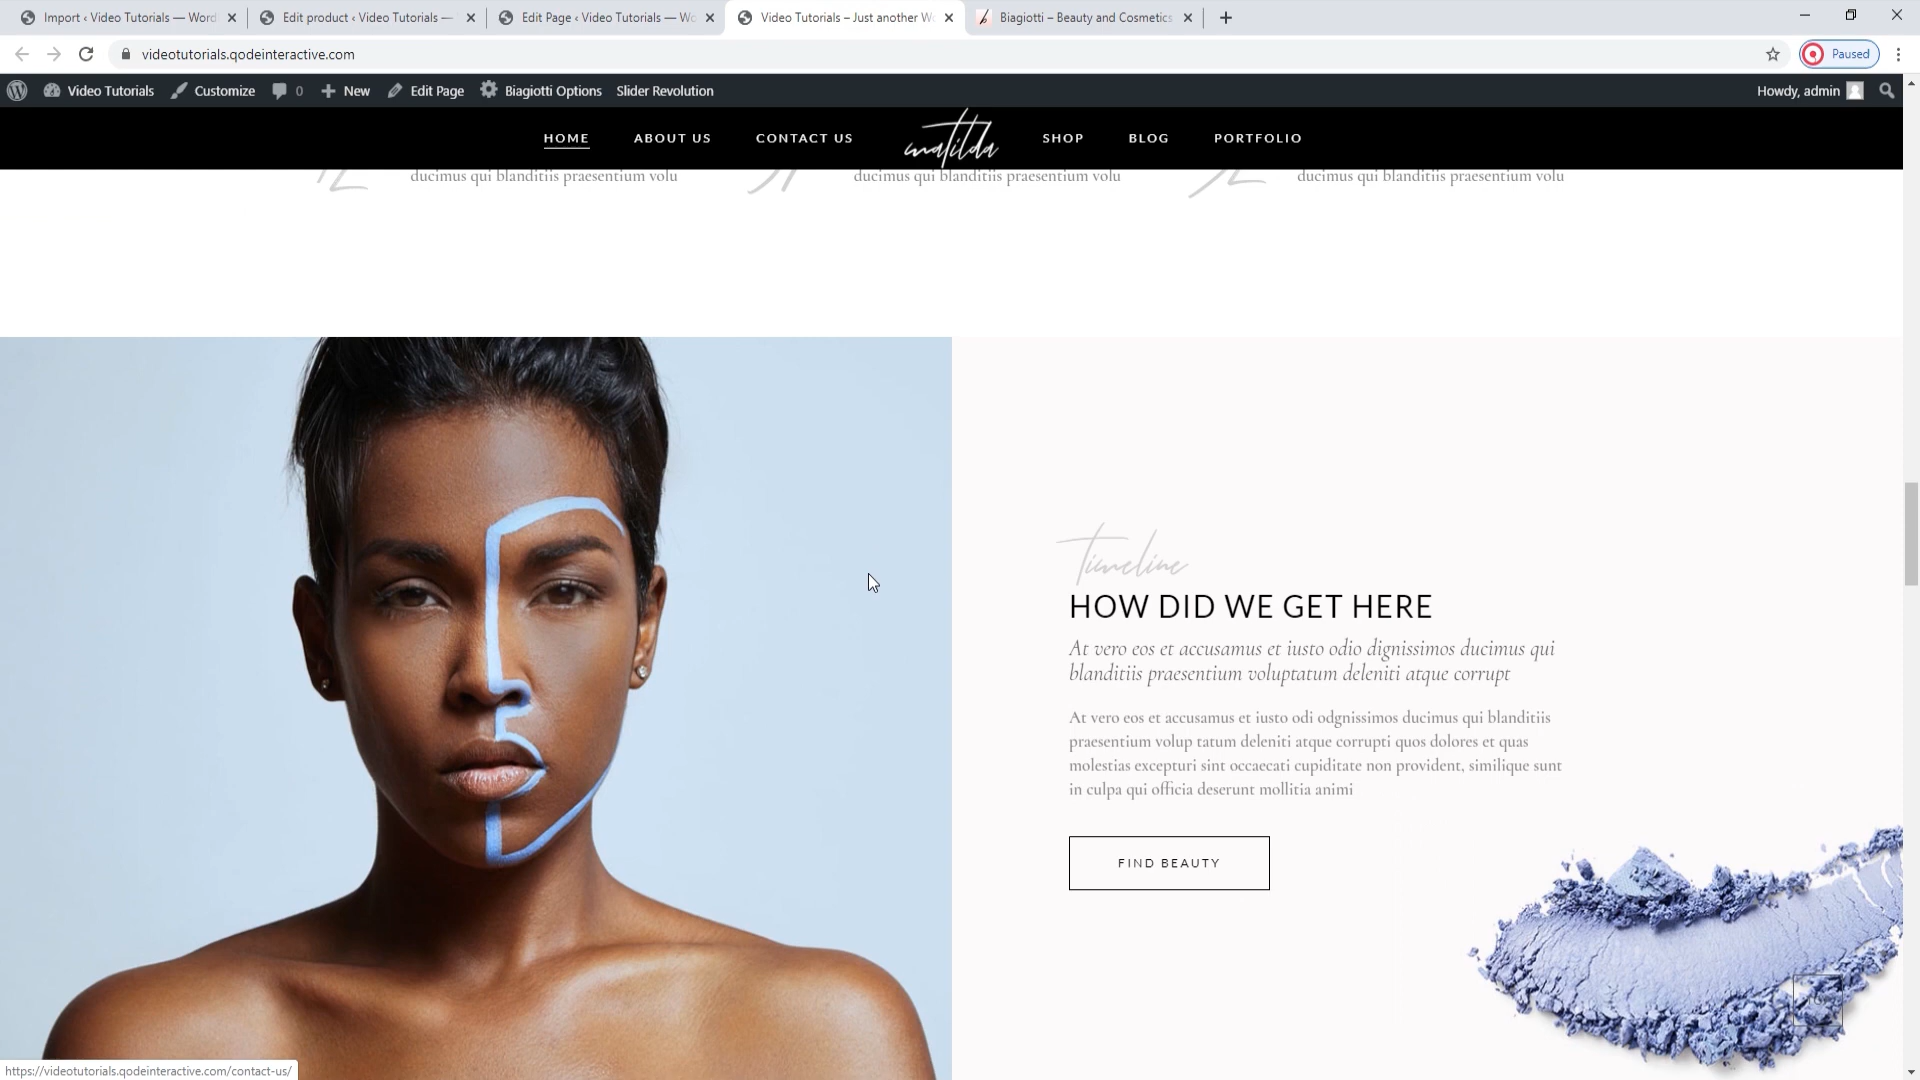 Import ‹ Video Tutorials — Word
Edit product ‹ Video Tutorials —
Edit Page ‹ Video Tutorials — Wo
Video Tutorials – Just another W
Biagiotti – Beauty and Cosmetics
videotutorials.qodeinteractive.com
Paused
Video Tutorials
Customize
0
New
Edit Page
Biagiotti Options
Slider Revolution
Howdy, admin
HOME
ABOUT US
CONTACT US
matilda
SHOP
BLOG
PORTFOLIO
ducimus qui blanditiis praesentium volu
ducimus qui blanditiis praesentium volu
ducimus qui blanditiis praesentium volu
Timeline
HOW DID WE GET HERE
At vero eos et accusamus et iusto odio dignissimos ducimus qui
blanditiis praesentium voluptatum deleniti atque corrupt
At vero eos et accusamus et iusto odi odgnissimos ducimus qui blanditiis
praesentium volup tatum deleniti atque corrupti quos dolores et quas
molestias excepturi sint occaecati cupiditate non provident, similique sunt
in culpa qui officia deserunt mollitia animi
FIND BEAUTY
https://videotutorials.qodeinteractive.com/contact-us/